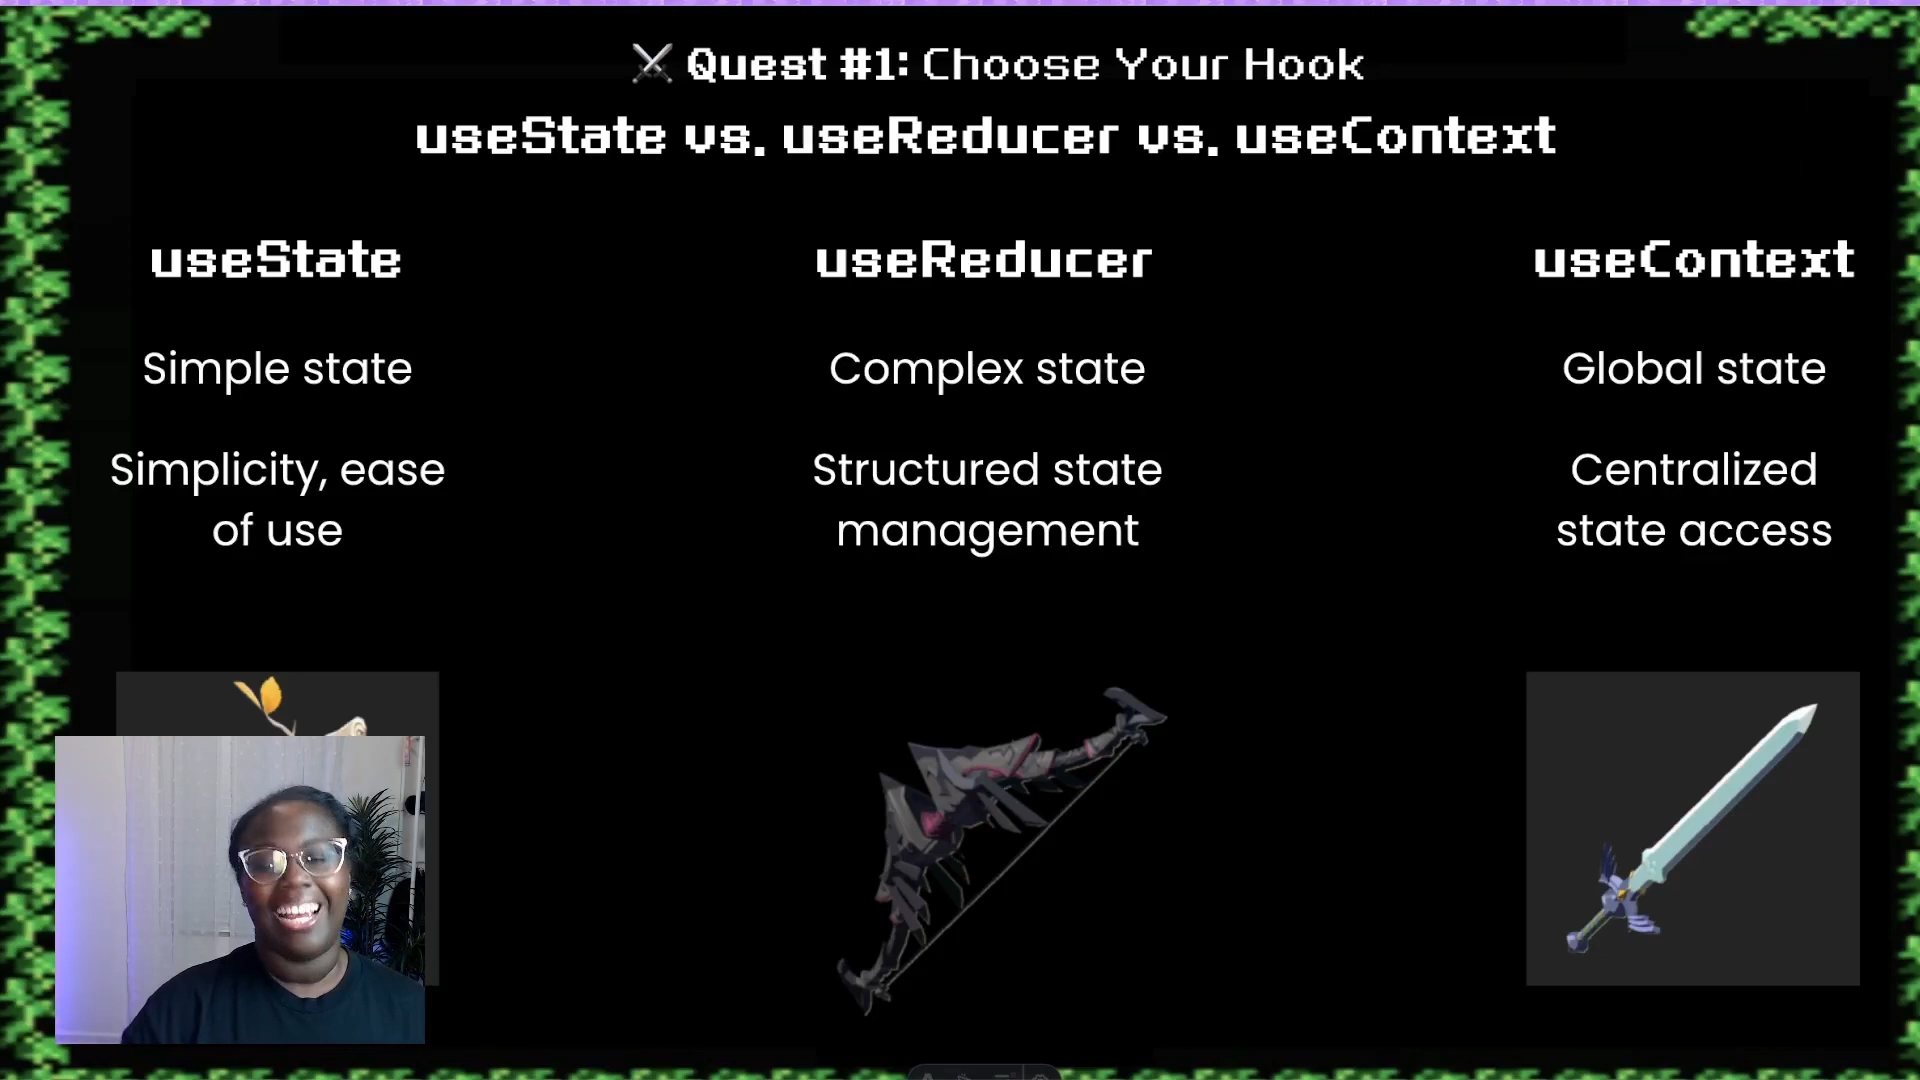 ⚔ Quest #1: Choose Your Hook
useState vs. useReducer vs. useContext
useState
Simple state
Simplicity, ease
of use
useReducer
Complex state
Structured state
management
useContext
Global state
Centralized
state access